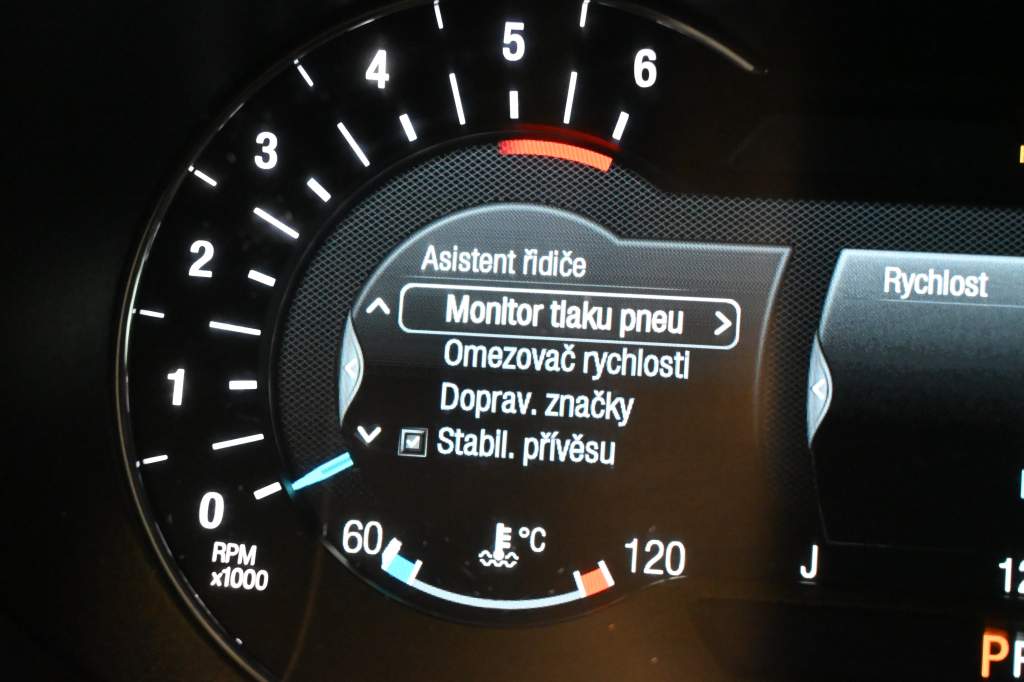 5
6
4
3
2
1
0
RPM
x1000
Asistent řidiče
Monitor tlaku pneu
Omezovač rychlosti
Doprav. značky
Stabil. přívěsu
60
°C
120
Rychlost
J
P